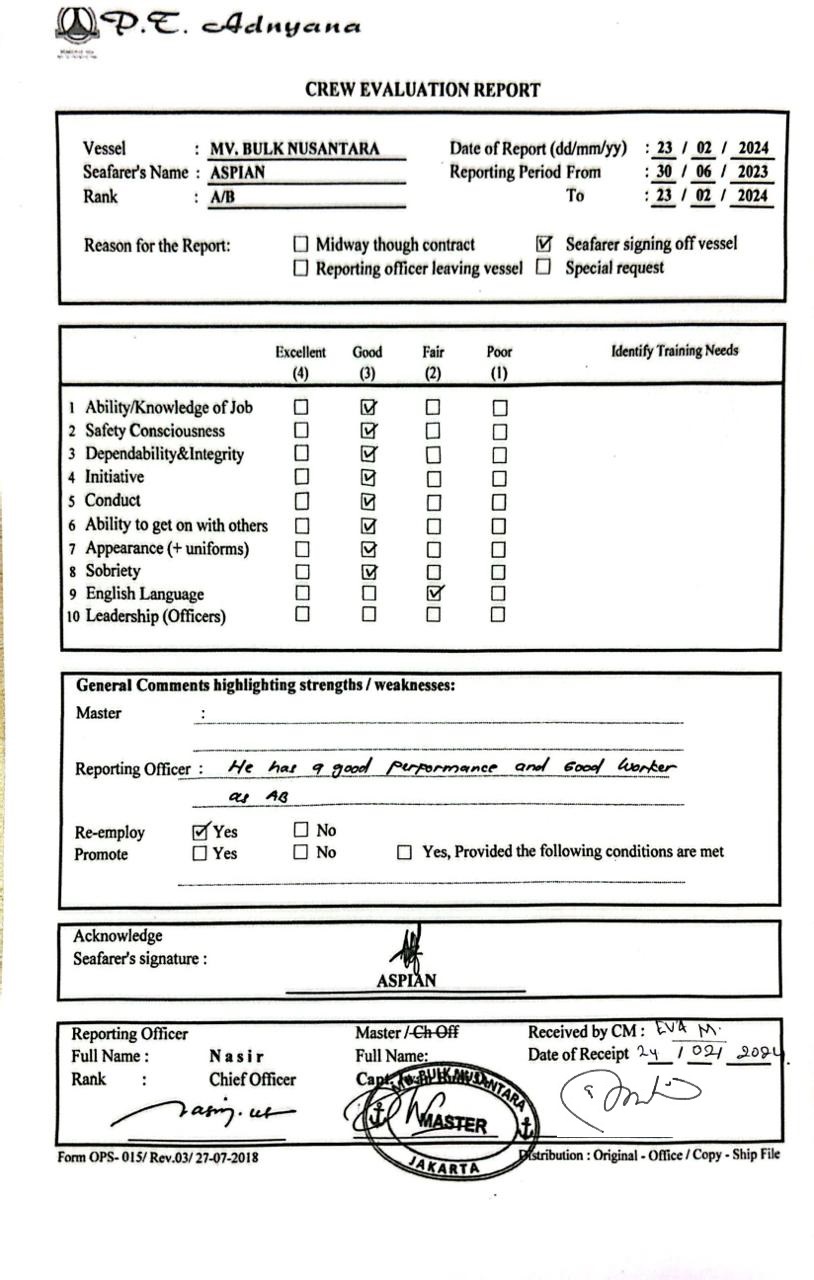 P.T. Adnyana
CREW EVALUATION REPORT
Vessel : MV. BULK NUSANTARA Date of Report (dd/mm/yy) : 23 / 02 / 2024
Seafarer's Name : ASPIAN Reporting Period From : 30 / 06 / 2023
Rank : A/B To : 23 / 02 / 2024
Reason for the Report: ☐ Midway though contract ☑ Seafarer signing off vessel
☐ Reporting officer leaving vessel ☐ Special request
Excellent Good Fair Poor Identify Training Needs
(4) (3) (2) (1)
1 Ability/Knowledge of Job ☐ ☑ ☐ ☐
2 Safety Consciousness ☐ ☑ ☐ ☐
3 Dependability&Integrity ☐ ☑ ☐ ☐
4 Initiative ☐ ☑ ☐ ☐
5 Conduct ☐ ☑ ☐ ☐
6 Ability to get on with others ☐ ☑ ☐ ☐
7 Appearance (+ uniforms) ☐ ☑ ☐ ☐
8 Sobriety ☐ ☑ ☐ ☐
9 English Language ☐ ☐ ☑ ☐
10 Leadership (Officers) ☐ ☐ ☐ ☐
General Comments highlighting strengths / weaknesses:
Master :
Reporting Officer : He has a good performance and Good Worker
as AB
Re-employ ☑ Yes ☐ No
Promote ☐ Yes ☐ No ☐ Yes, Provided the following conditions are met
Acknowledge
Seafarer's signature :
ASPIAN
Reporting Officer Master /Ch Off Received by CM : EVA M.
Full Name : Nasir Full Name: Date of Receipt 24 / 02 / 2024
Rank : Chief Officer Capt.
MV. BULK NUSANTARA
MASTER
JAKARTA
Form OPS- 015/ Rev.03/ 27-07-2018 Distribution : Original - Office / Copy - Ship File